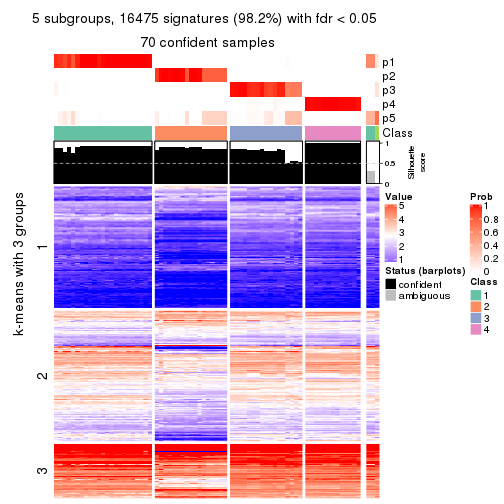 5 subgroups, 16475 signatures (98.2%) with fdr < 0.05
70 confident samples
p1
p2
p3
p4
p5
Class
1
0.5
0
Silhouette
score
k-means with 3 groups
1
2
3
Value
5
4
3
2
1
Status (barplots)
confident
ambiguous
Prob
1
0.8
0.6
0.4
0.2
0
Class
1
2
3
4